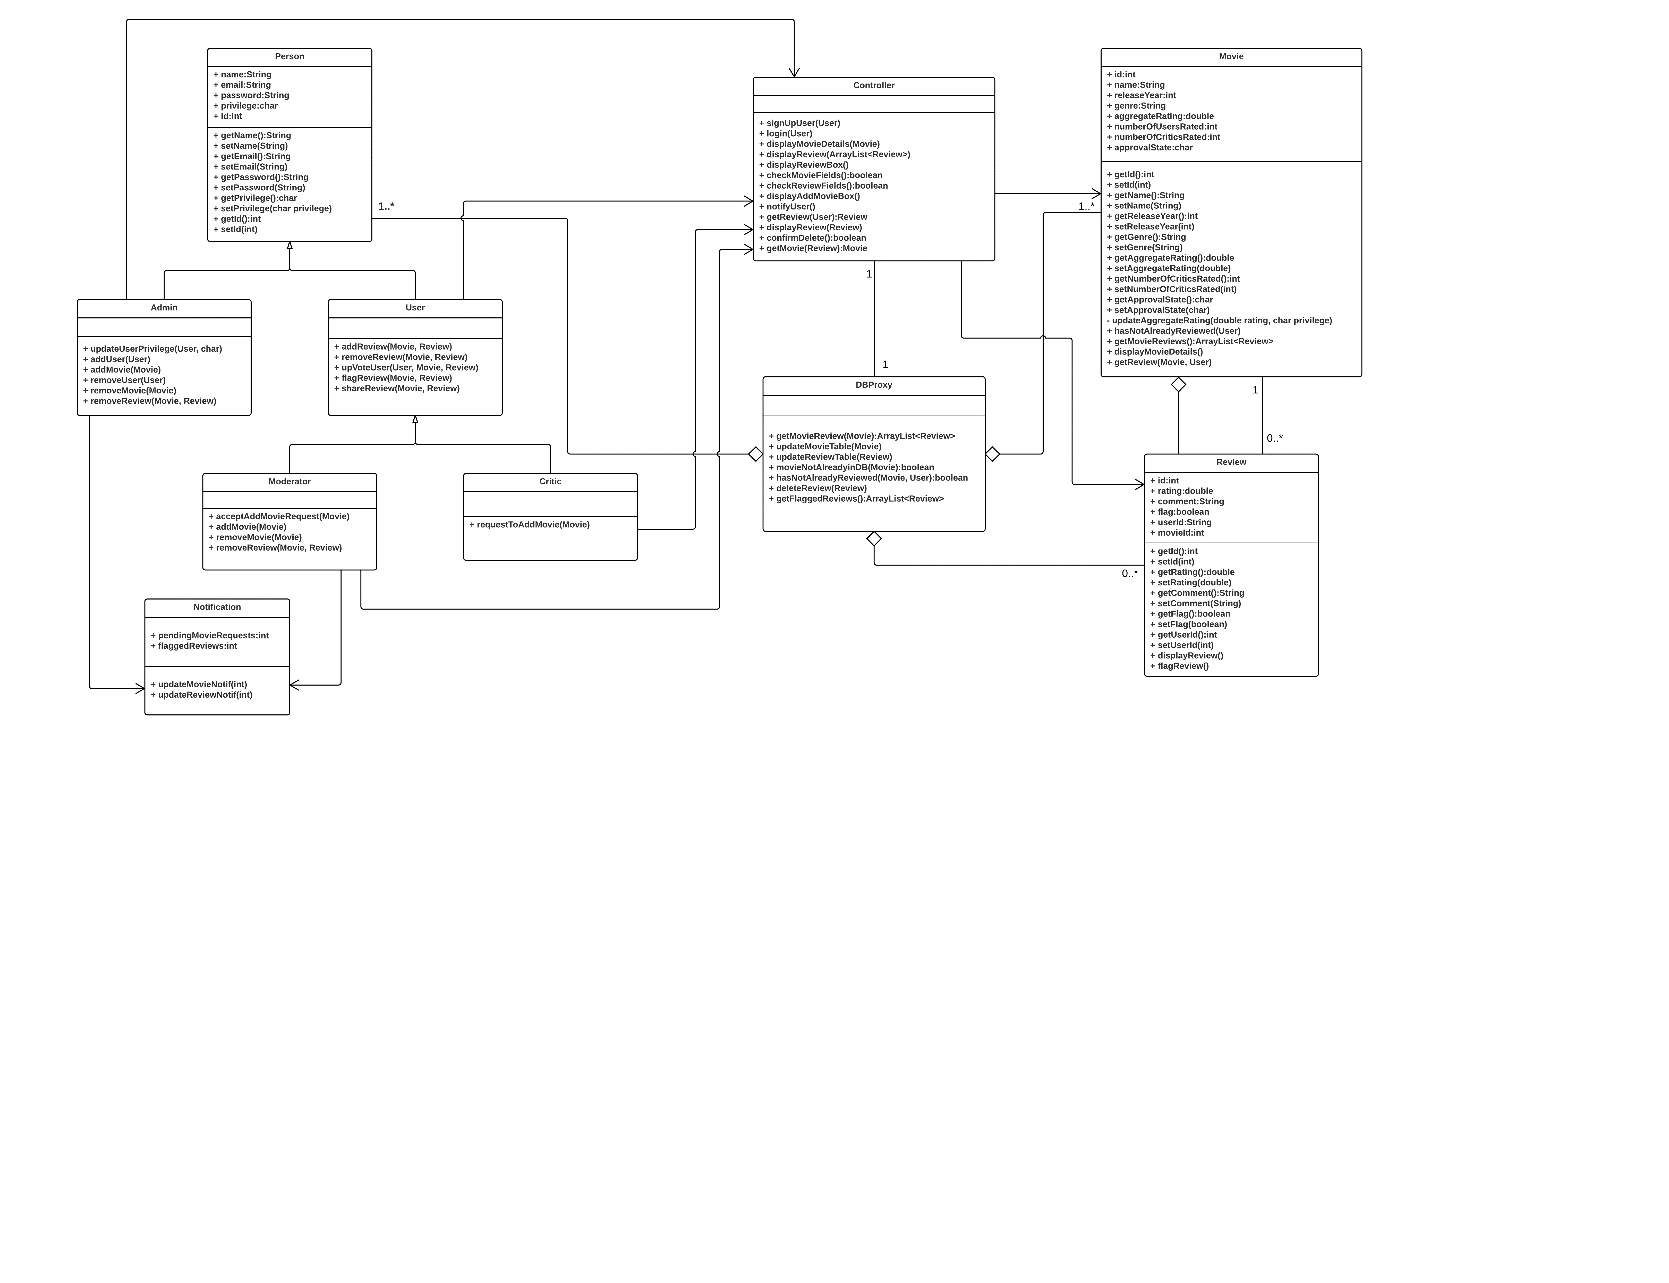 Person
+ name:String
+ email:String
+ password:String
+ privilege:char
+ id:int
+ getName():String
+ setName(String)
+ getEmail():String
+ setEmail(String)
+ getPassword():String
+ setPassword(String)
+ getPrivilege():char
+ setPrivilege(char privilege)
+ getId():int
+ setId(int)
1..*
Controller
+ signUpUser(User)
+ login(User)
+ displayMovieDetails(Movie)
+ displayReview(ArrayList<Review>)
+ displayReviewBox()
+ checkMovieFields():boolean
+ checkReviewFields():boolean
+ displayAddMovieBox()
+ notifyUser()
+ getReview(User):Review
+ displayReview(Review)
+ confirmDelete():boolean
+ getMovie(Review):Movie
1
1
Movie
+ id:int
+ name:String
+ releaseYear:int
+ genre:String
+ aggregateRating:double
+ numberOfUsersRated:int
+ numberOfCriticsRated:int
+ approvalState:char
+ getId():int
+ setId(int)
+ getName():String
+ setName(String)
+ getReleaseYear():int
+ setReleaseYear(int)
+ getGenre():String
+ setGenre(String)
+ getAggregateRating():double
+ setAggregateRating(double)
+ getNumberOfCriticsRated():int
+ setNumberOfCriticsRated(int)
+ getApprovalState():char
+ setApprovalState(char)
- updateAggregateRating(double rating, char privilege)
+ hasNotAlreadyReviewed(User)
+ getMovieReviews():ArrayList<Review>
+ displayMovieDetails()
+ getReview(Movie, User)
1..*
1
0..*
Admin
+ updateUserPrivilege(User, char)
+ addUser(User)
+ addMovie(Movie)
+ removeUser(User)
+ removeMovie(Movie)
+ removeReview(Movie, Review)
User
+ addReview(Movie, Review)
+ removeReview(Movie, Review)
+ upVoteUser(User, Movie, Review)
+ flagReview(Movie, Review)
+ shareReview(Movie, Review)
DBProxy
+ getMovieReview(Movie):ArrayList<Review>
+ updateMovieTable(Movie)
+ updateReviewTable(Review)
+ movieNotAlreadyinDB(Movie):boolean
+ hasNotAlreadyReviewed(Movie, User):boolean
+ deleteReview(Review)
+ getFlaggedReviews():ArrayList<Review>
0..*
Review
+ id:int
+ rating:double
+ comment:String
+ flag:boolean
+ userId:String
+ movieId:int
+ getId():int
+ setId(int)
+ getRating():double
+ setRating(double)
+ getComment():String
+ setComment(String)
+ getFlag():boolean
+ setFlag(boolean)
+ getUserId():int
+ setUserId(int)
+ displayReview()
+ flagReview()
Moderator
+ acceptAddMovieRequest(Movie)
+ addMovie(Movie)
+ removeMovie(Movie)
+ removeReview(Movie, Review)
Critic
+ requestToAddMovie(Movie)
Notification
+ pendingMovieRequests:int
+ flaggedReviews:int
+ updateMovieNotif(int)
+ updateReviewNotif(int)